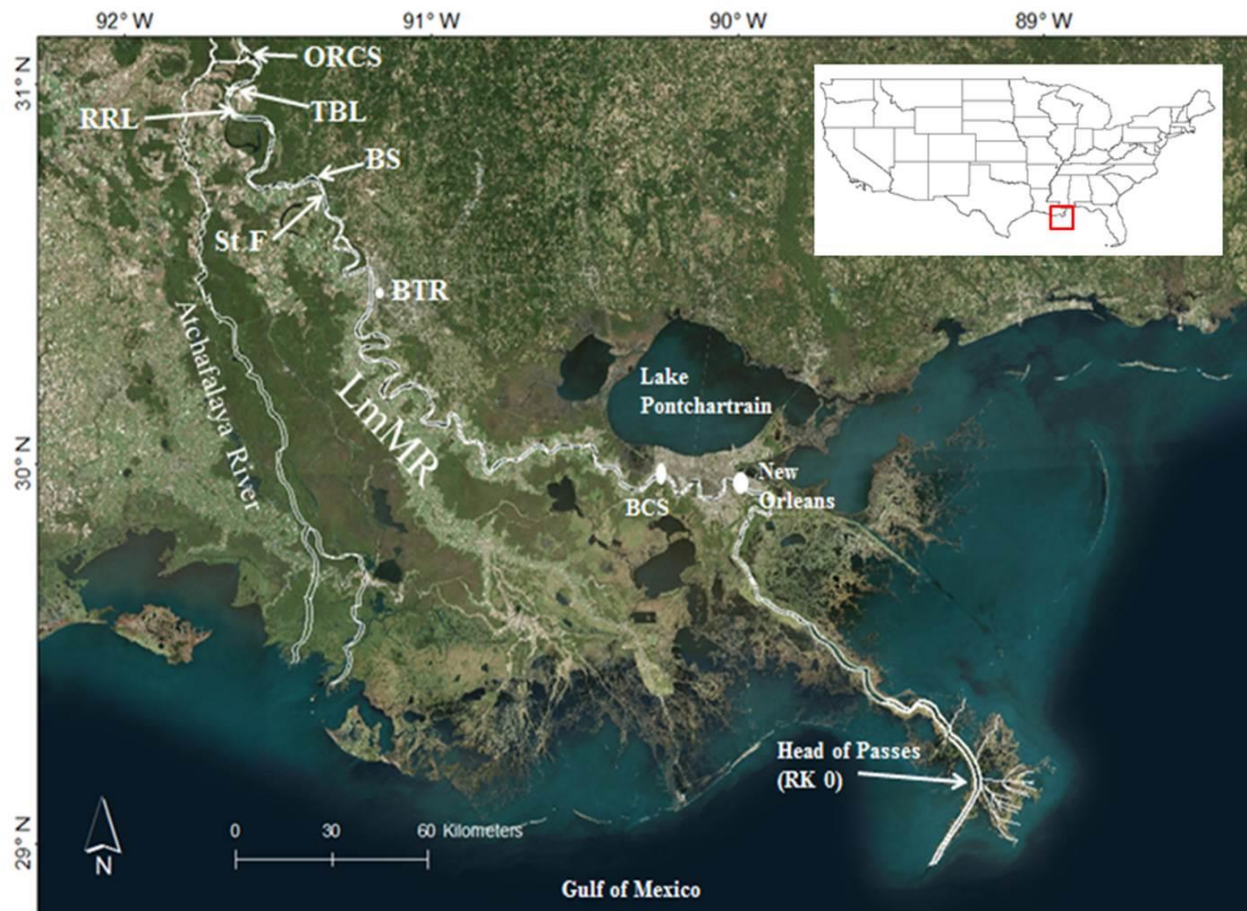 92° W
91° W
90° W
89° W
31° N
ORCS
TBL
RRL
BS
St.F
BTR
Atchafalaya River
LmMR
Lake
Pontchartrain
30° N
BCS
New
Orleans
Head of Passes
(RK 0)
0 30 60 Kilometers
29° N
N
Gulf of Mexico